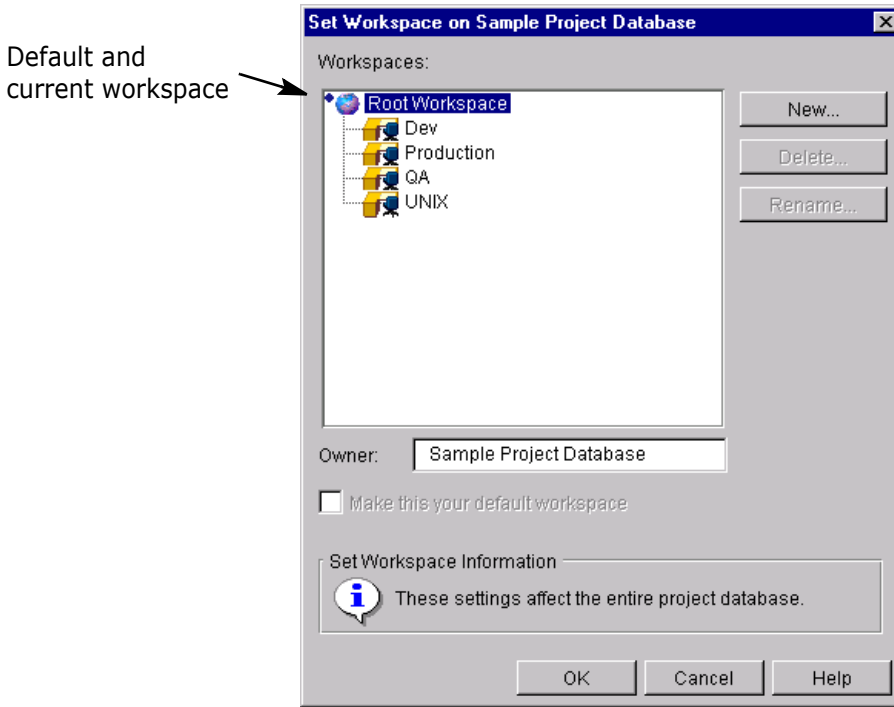 Set Workspace on Sample Project Database
Default and
current workspace
Workspaces:
Root Workspace
Dev
Production
QA
UNIX
New...
Delete...
Rename...
Owner:
Sample Project Database
Make this your default workspace
Set Workspace Information
These settings affect the entire project database.
OK
Cancel
Help